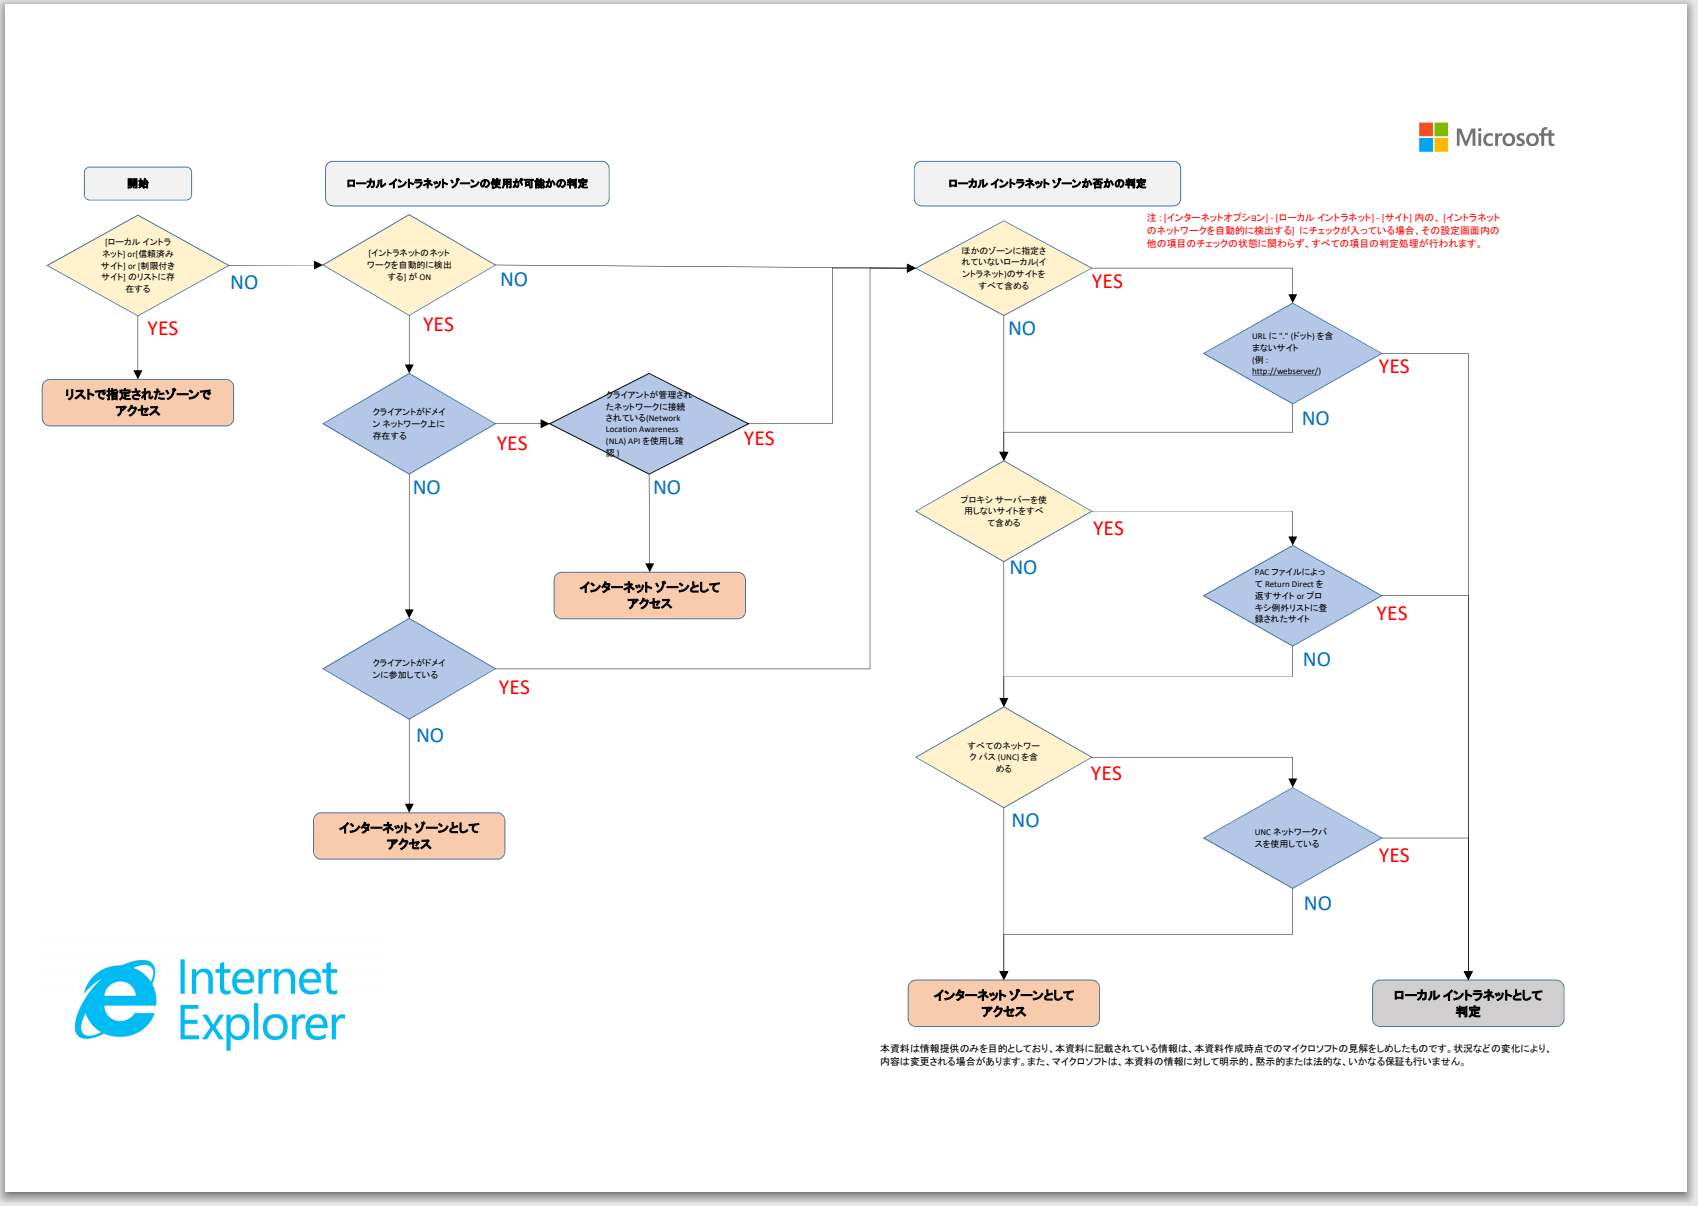 Microsoft
開始
ローカル イントラネット ゾーンの使用が可能かの判定
ローカル イントラネット ゾーンか否かの判定
注 : [インターネットオプション] - [ローカル イントラネット] - [サイト] 内の、[イントラネット
のネットワークを自動的に検出する] にチェックが入っている場合、その設定画面内の
他の項目のチェックの状態に関わらず、すべての項目の判定処理が行われます。
[ローカル イントラ
ネット] or[信頼済み
サイト] or [制限付き
サイト] のリストに存
在する
NO
YES
リストで指定されたゾーンで
アクセス
[イントラネットのネット
ワークを自動的に検出
する] が ON
NO
YES
クライアントがドメイ
ン ネットワーク上に
存在する
YES
NO
クライアントが管理され
たネットワークに接続
されている(Network
Location Awareness
(NLA) API を使用し確
認 )
YES
NO
インターネット ゾーンとして
アクセス
クライアントがドメイ
ンに参加している
YES
NO
インターネット ゾーンとして
アクセス
ほかのゾーンに指定さ
れていないローカル(イ
ントラネット)のサイトを
すべて含める
YES
NO
URL に "." (ドット) を含
まないサイト
(例 :
http://webserver/)
YES
NO
プロキシ サーバーを使
用しないサイトをすべ
て含める
YES
NO
PAC ファイルによっ
て Return Direct を
返すサイト or プロ
キシ例外リストに登
録されたサイト
YES
NO
すべてのネットワー
ク パス (UNC) を含
める
YES
NO
UNC ネットワークパ
スを使用している
YES
NO
インターネット ゾーンとして
アクセス
ローカル イントラネットとして
判定
Internet
Explorer
本資料は情報提供のみを目的としており、本資料に記載されている情報は、本資料作成時点でのマイクロソフトの見解をしめしたものです。状況などの変化により、
内容は変更される場合があります。また、マイクロソフトは、本資料の情報に対して明示的、黙示的または法的な、いかなる保証も行いません。